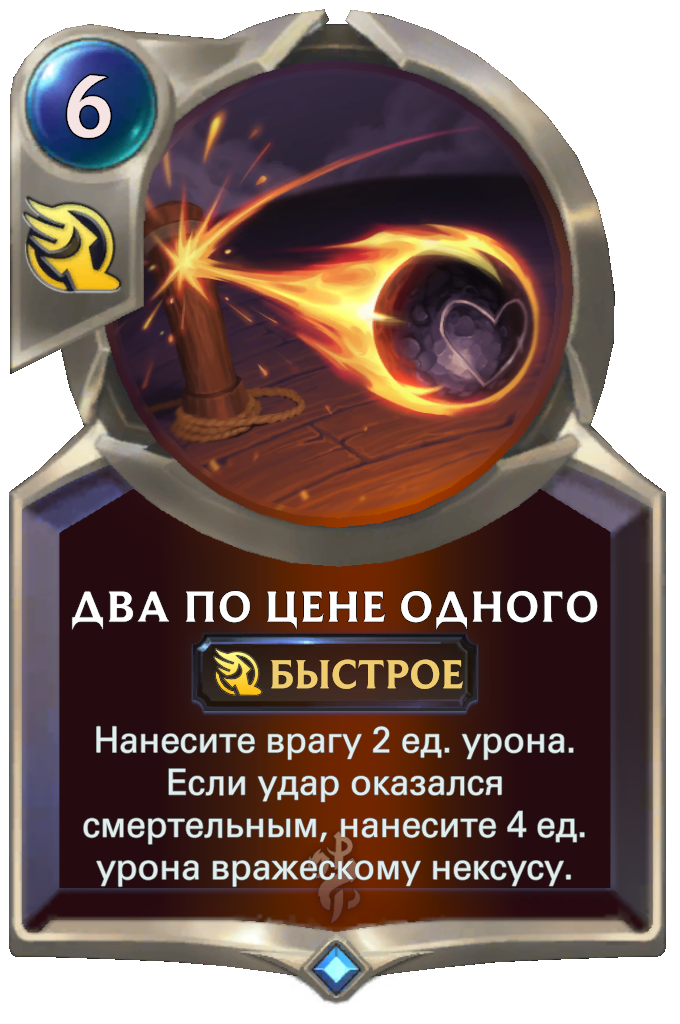 6
ДВА ПО ЦЕНЕ ОДНОГО
БЫСТРОЕ
Нанесите врагу 2 ед. урона.
Если удар оказался
смертельным, нанесите 4 ед.
урона вражескому нексусу.